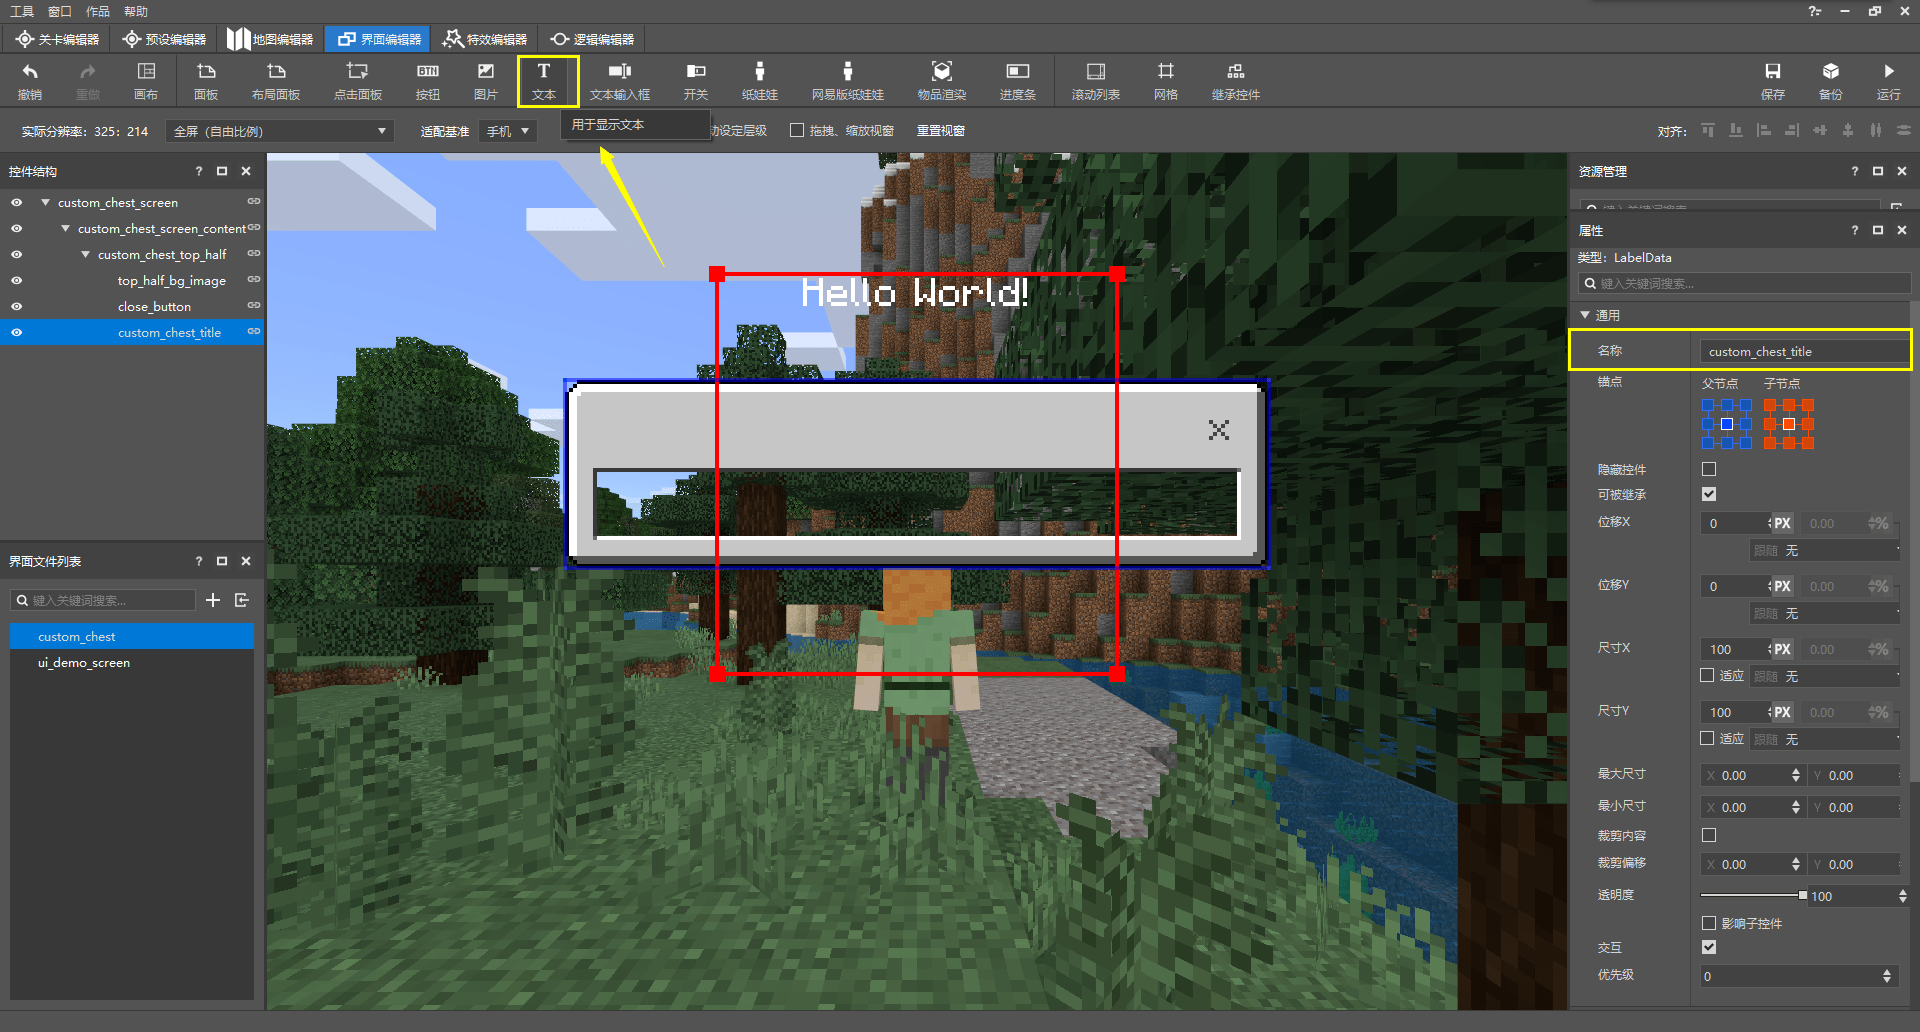 工具 窗口 作品 帮助
关卡编辑器 预设编辑器 地图编辑器 界面编辑器 特效编辑器 逻辑编辑器
撤销 重做 画布 面板 布局面板 点击面板 BTN 按钮 图片 T 文本 文本输入框 开关 纸娃娃 网易版纸娃娃 物品渲染 进度条 滚动列表 网格 继承控件 保存 备份 运行
实际分辨率：325：214 全屏（自由比例） 适配基准 手机 用于显示文本 动设定层级 拖拽、缩放视窗 重置视窗 对齐：
控件结构 ?
custom_chest_screen
custom_chest_screen_content
custom_chest_top_half
top_half_bg_image
close_button
custom_chest_title
界面文件列表 ?
键入关键词搜索...
custom_chest
ui_demo_screen
Hello World!
资源管理 ?
键入关键词搜索...
属性 ?
类型：LabelData
键入关键词搜索...
通用
名称 custom_chest_title
锚点 父节点 子节点
隐藏控件
可被继承
位移X 0 PX 0.00 %
跟随 无
位移Y 0 PX 0.00 %
跟随 无
尺寸X 100 PX 0.00 %
适应 跟随 无
尺寸Y 100 PX 0.00 %
适应 跟随 无
最大尺寸 X 0.00 Y 0.00
最小尺寸 X 0.00 Y 0.00
裁剪内容
裁剪偏移 X 0.00 Y 0.00
透明度 100
影响子控件
交互
优先级 0